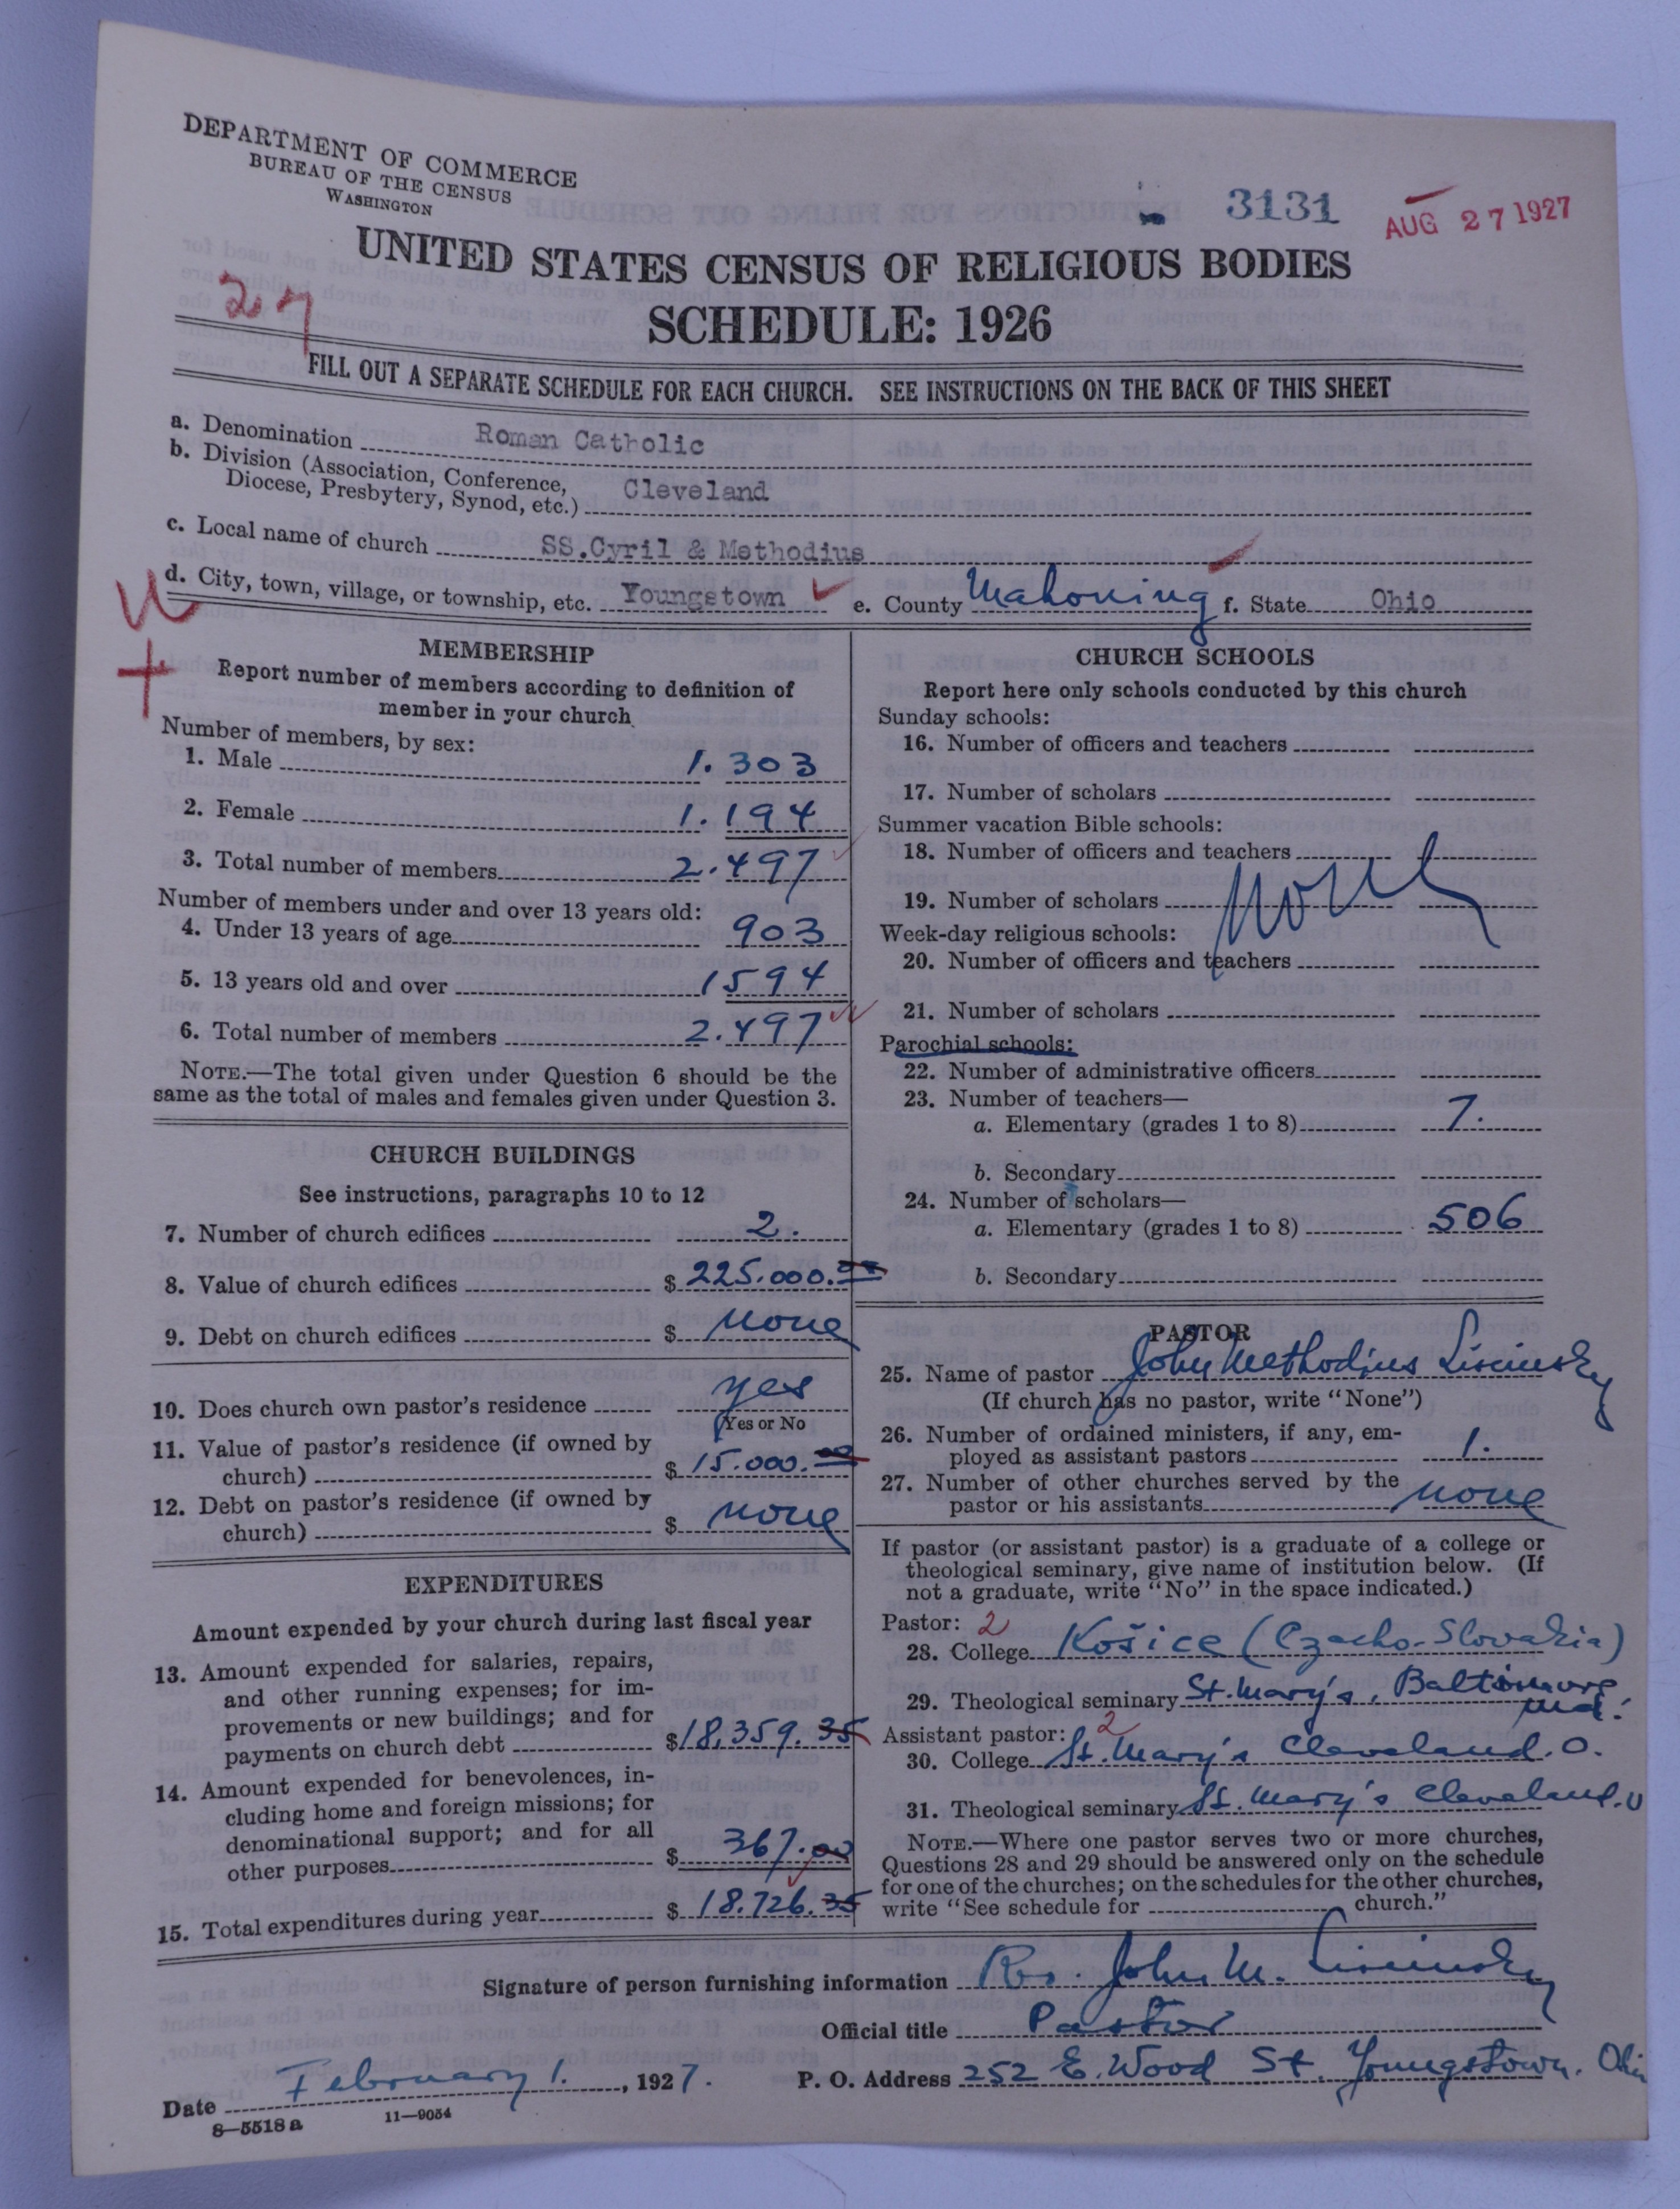 DEPARTMENT OF COMMERCE
BUREAU OF THE CENSUS
WASHINGTON
3131
AUG 27 1927
UNITED STATES CENSUS OF RELIGIOUS BODIES
27
SCHEDULE: 1926
FILL OUT A SEPARATE SCHEDULE FOR EACH CHURCH. SEE INSTRUCTIONS ON THE BACK OF THIS SHEET
a. Denomination Roman Catholic
b. Division (Association, Conference,
Diocese, Presbytery, Synod, etc.) Cleveland
c. Local name of church SS.Cyril & Methodius
d. City, town, village, or township, etc. Youngstown e. County Mahoning f. State Ohio
MEMBERSHIP
Report number of members according to definition of
member in your church
Number of members, by sex:
1. Male 1.303
2. Female 1.194
3. Total number of members 2.497
Number of members under and over 13 years old:
4. Under 13 years of age 903
5. 13 years old and over 1594
6. Total number of members 2.497
NOTE.—The total given under Question 6 should be the
same as the total of males and females given under Question 3.
CHURCH BUILDINGS
See instructions, paragraphs 10 to 12
7. Number of church edifices 2.
8. Value of church edifices $ 225.000.00
9. Debt on church edifices $ none
10. Does church own pastor's residence yes
(Yes or No
11. Value of pastor's residence (if owned by
church) $ 15.000.00
12. Debt on pastor's residence (if owned by
church) $ none
EXPENDITURES
Amount expended by your church during last fiscal year
13. Amount expended for salaries, repairs,
and other running expenses; for im-
provements or new buildings; and for
payments on church debt $ 18,359.35
14. Amount expended for benevolences, in-
cluding home and foreign missions; for
denominational support; and for all
other purposes $ 367.00
15. Total expenditures during year $ 18.726.35
CHURCH SCHOOLS
Report here only schools conducted by this church
Sunday schools:
16. Number of officers and teachers
17. Number of scholars
Summer vacation Bible schools:
18. Number of officers and teachers
19. Number of scholars none
Week-day religious schools:
20. Number of officers and teachers
21. Number of scholars
Parochial schools:
22. Number of administrative officers
23. Number of teachers—
a. Elementary (grades 1 to 8) 7.
b. Secondary
24. Number of scholars—
a. Elementary (grades 1 to 8) 506
b. Secondary
PASTOR
25. Name of pastor John Methodius Liscinsky
(If church has no pastor, write "None")
26. Number of ordained ministers, if any, em-
ployed as assistant pastors 1.
27. Number of other churches served by the
pastor or his assistants none
If pastor (or assistant pastor) is a graduate of a college or
theological seminary, give name of institution below. (If
not a graduate, write "No" in the space indicated.)
Pastor: 2
28. College Košice (Czecho-Slovakia)
29. Theological seminary St. Mary's, Baltimore
Md.
Assistant pastor: 2
30. College St. Mary's Cleveland. O.
31. Theological seminary St. Mary's Cleveland. O
NOTE.—Where one pastor serves two or more churches,
Questions 28 and 29 should be answered only on the schedule
for one of the churches; on the schedules for the other churches,
write "See schedule for church."
Signature of person furnishing information Rev. John M. Liscinsky
Official title Pastor
Date February 1. , 1927. P. O. Address 252 E. Wood St. Youngstown. Ohio
8—5518 a 11—9054